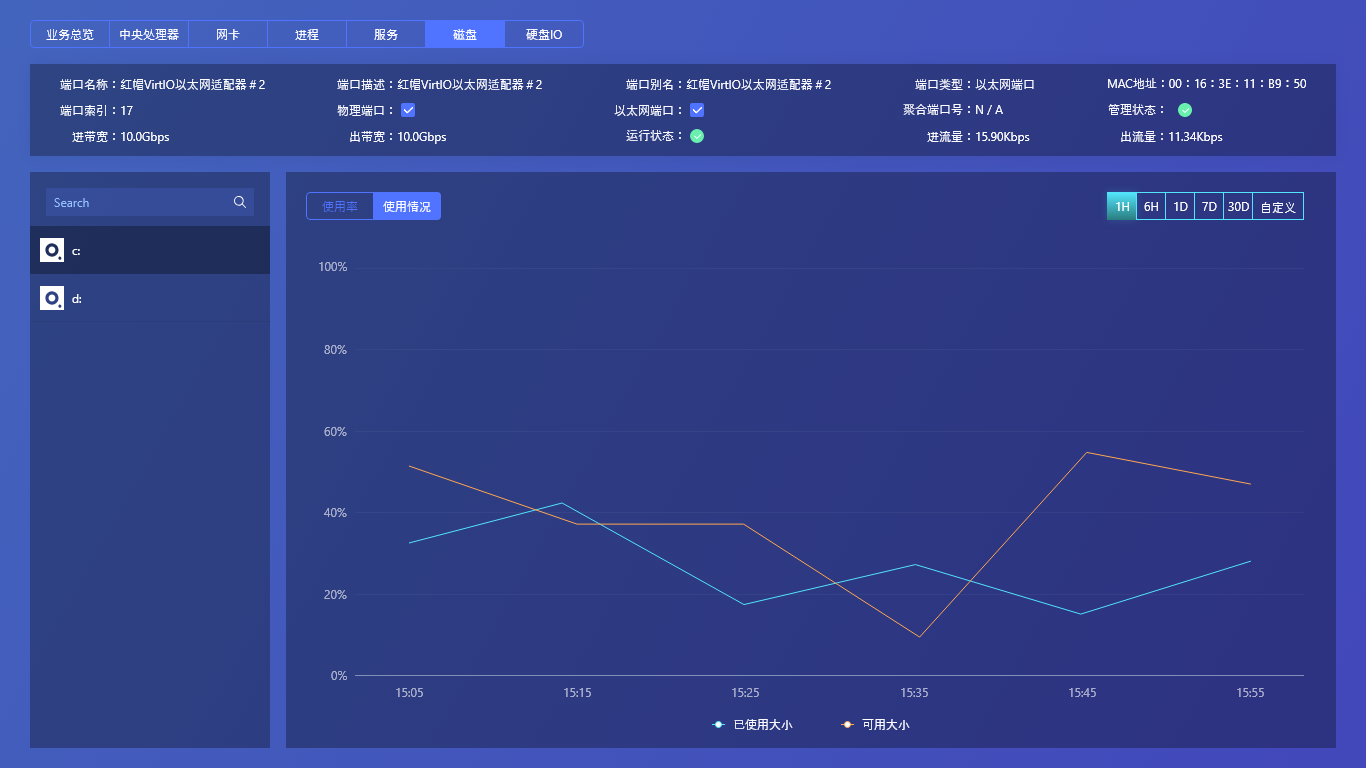 业务总览 中央处理器 网卡 进程 服务 磁盘 硬盘IO
端口名称：红帽VirtIO以太网适配器＃2 端口描述：红帽VirtIO以太网适配器＃2 端口别名：红帽VirtIO以太网适配器＃2 端口类型：以太网端口 MAC地址：00：16：3E：11：B9：50
端口索引：17 物理端口： 以太网端口： 聚合端口号：N / A 管理状态：
进带宽：10.0Gbps 出带宽：10.0Gbps 运行状态： 进流量：15.90Kbps 出流量：11.34Kbps
Search
c:
d:
使用率 使用情况 1H 6H 1D 7D 30D 自定义
100%
80%
60%
40%
20%
0%
15:05 15:15 15:25 15:35 15:45 15:55
已使用大小 可用大小